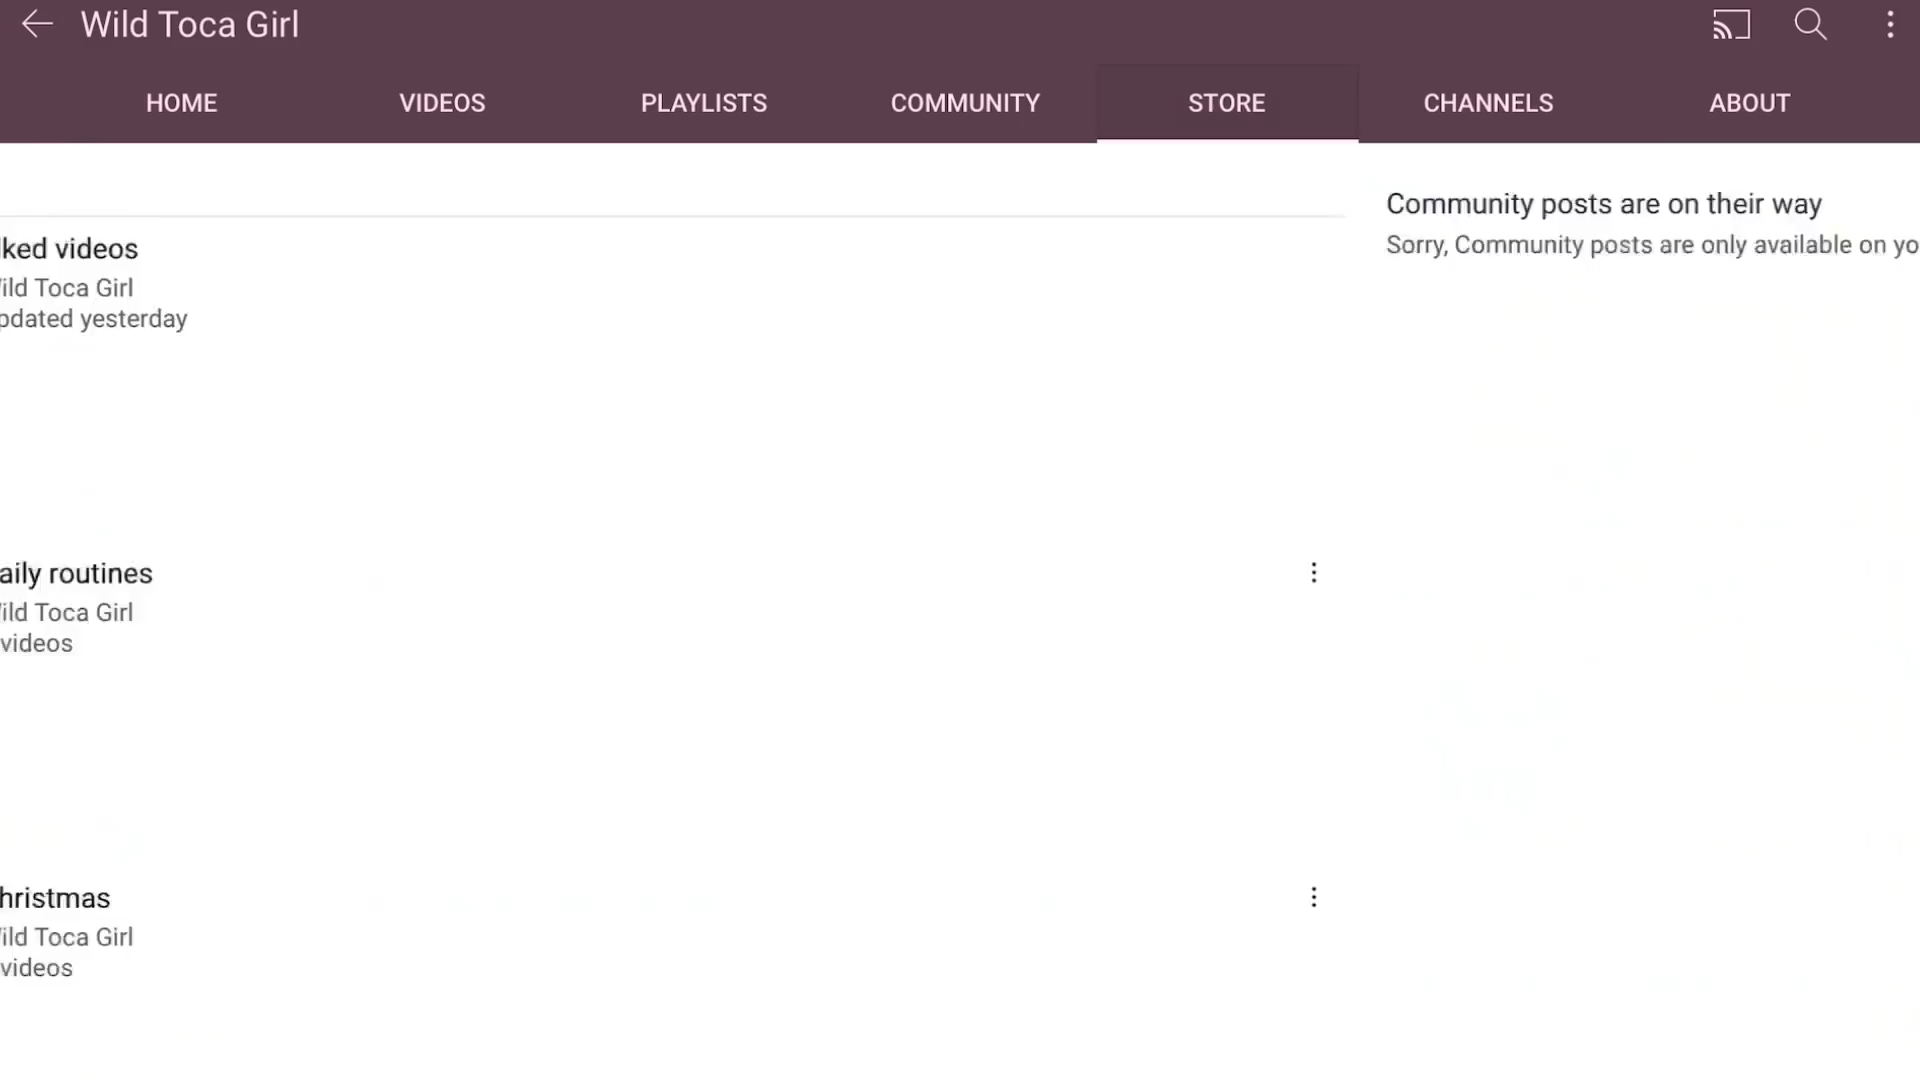 Wild Toca Girl
HOME VIDEOS PLAYLISTS COMMUNITY STORE CHANNELS ABOUT
ked videos
ild Toca Girl
pdated yesterday
aily routines
ild Toca Girl
videos
hristmas
ild Toca Girl
videos
Community posts are on their way
Sorry, Community posts are only available on yo